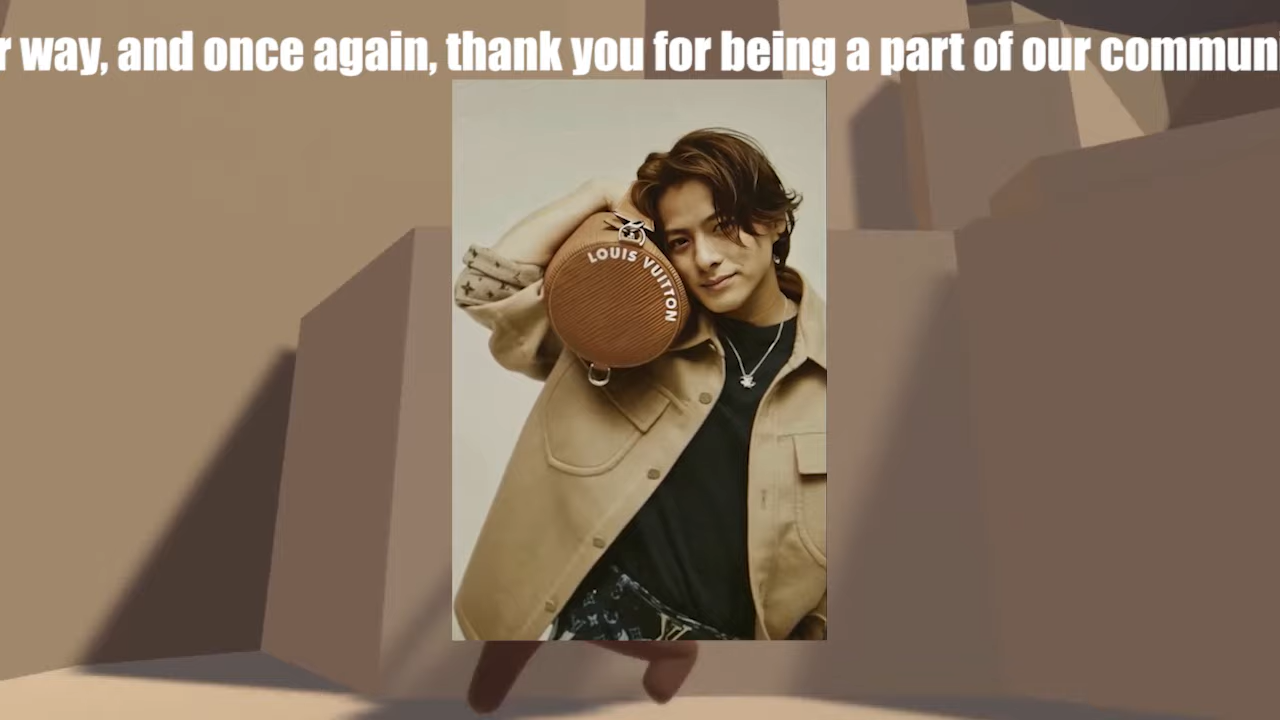 r way, and once again, thank you for being a part of our commun
LOUIS VUITTON